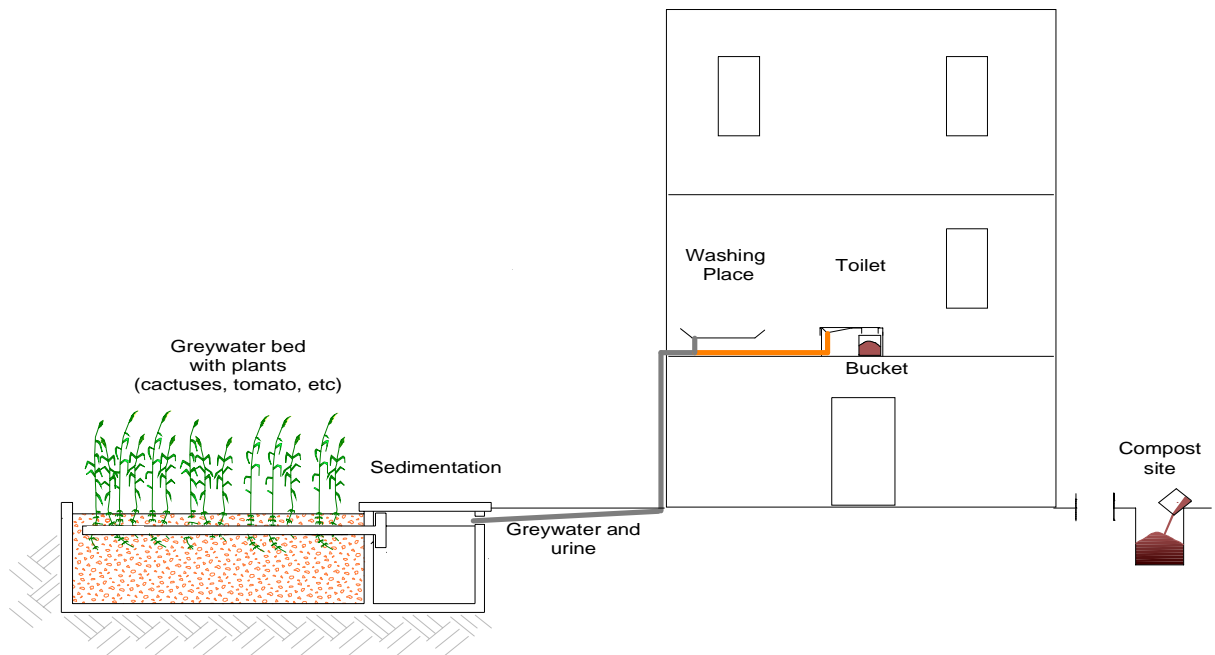 Washing
Place
Toilet
Bucket
Greywater bed
with plants
(cactuses, tomato, etc)
Sedimentation
Greywater and
urine
Compost
site